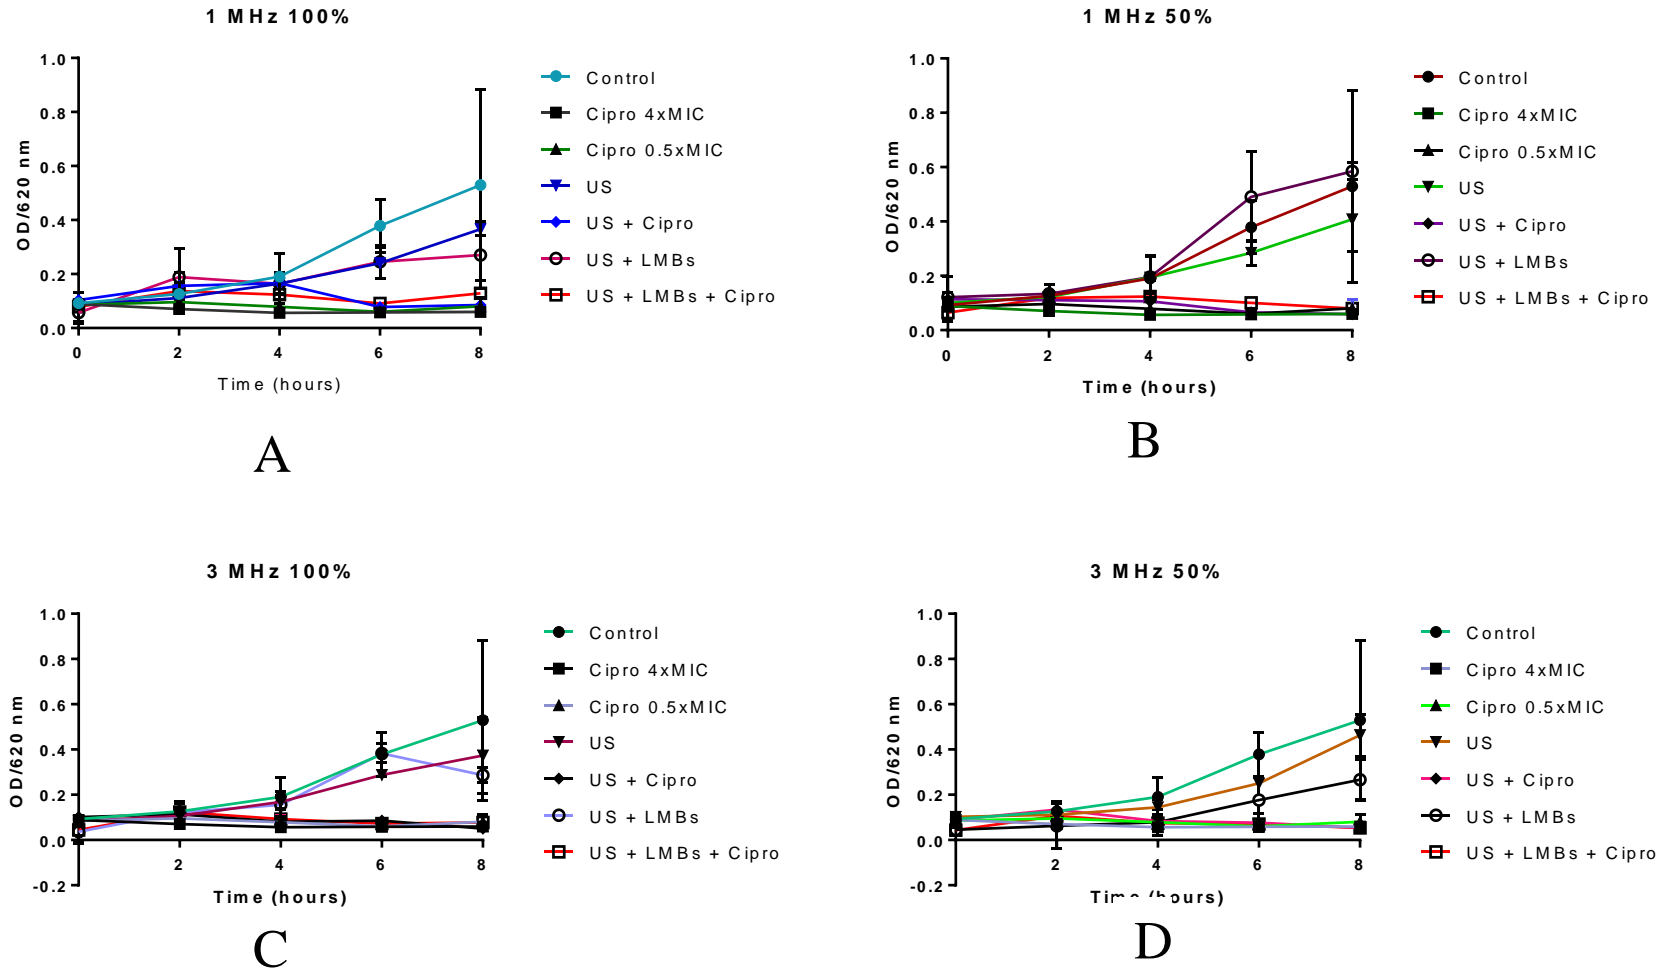 1 MHz 100%
1.0
0.8
0.6
0.4
0.2
0.0
OD/620 nm
0 2 4 6 8
Time (hours)
Control
Cipro 4xMIC
Cipro 0.5xMIC
US
US + Cipro
US + LMBs
US + LMBs + Cipro
A
1 MHz 50%
1.0
0.8
0.6
0.4
0.2
0.0
OD/620 nm
0 2 4 6 8
Time (hours)
Control
Cipro 4xMIC
Cipro 0.5xMIC
US
US + Cipro
US + LMBs
US + LMBs + Cipro
B
3 MHz 100%
1.0
0.8
0.6
0.4
0.2
0.0
-0.2
OD/620 nm
2 4 6 8
Time (hours)
Control
Cipro 4xMIC
Cipro 0.5xMIC
US
US + Cipro
US + LMBs
US + LMBs + Cipro
C
3 MHz 50%
1.0
0.8
0.6
0.4
0.2
0.0
-0.2
OD/620 nm
2 4 6 8
Time (hours)
Control
Cipro 4xMIC
Cipro 0.5xMIC
US
US + Cipro
US + LMBs
US + LMBs + Cipro
D